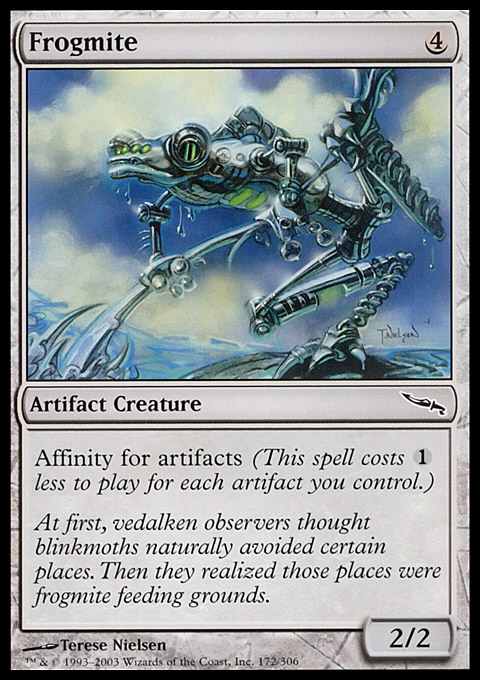 Frogmite 4
T. Nielsen
Artifact Creature
Affinity for artifacts (This spell costs 1
less to play for each artifact you control.)
At first, vedalken observers thought
blinkmoths naturally avoided certain
places. Then they realized those places were
frogmite feeding grounds.
2/2
Terese Nielsen
™ & © 1993–2003 Wizards of the Coast, Inc. 172/306